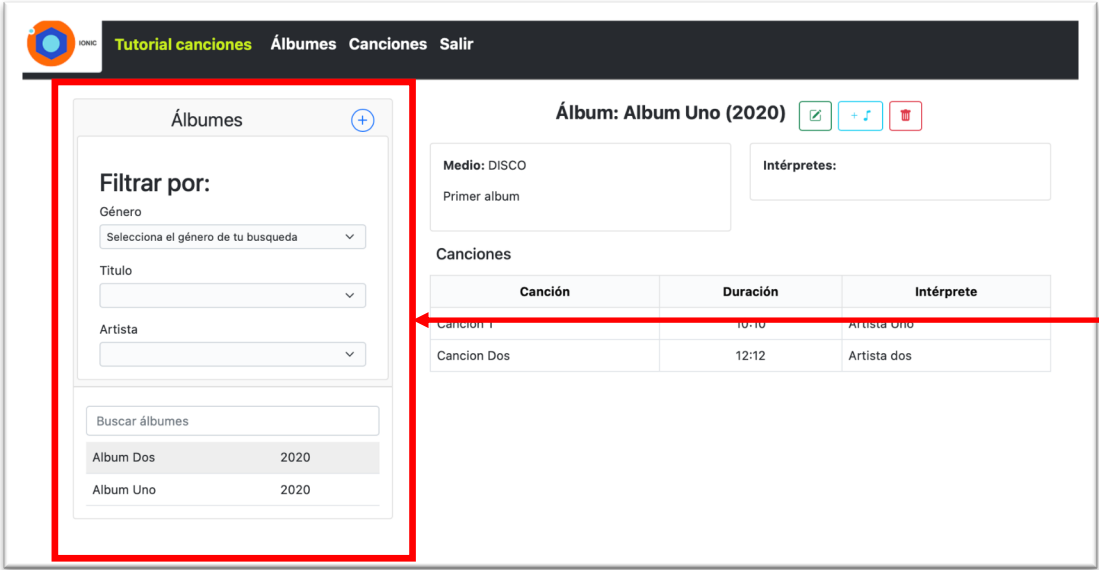 IONIC
Tutorial canciones Álbumes Canciones Salir
Álbumes
Filtrar por:
Género
Selecciona el género de tu busqueda
Titulo
Artista
Buscar álbumes
Album Dos 2020
Album Uno 2020
Álbum: Album Uno (2020)
Medio: DISCO
Primer album
Intérpretes:
Canciones
Canción Duración Intérprete
Cancion 1 10:10 Artista Uno
Cancion Dos 12:12 Artista dos